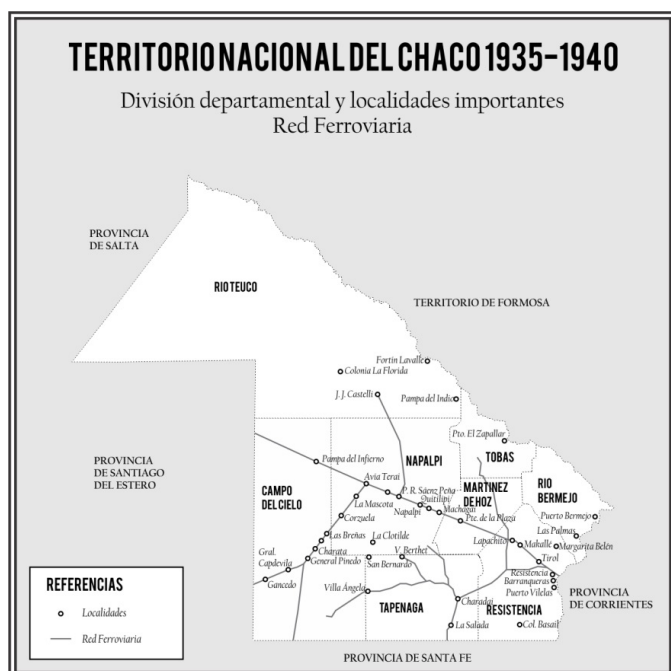 TERRITORIO NACIONAL DEL CHACO 1935-1940
División departamental y localidades importantes
Red Ferroviaria
PROVINCIA
DE SALTA
RIO TEUCO
TERRITORIO DE FORMOSA
Fortín Lavalle
Colonia La Florida
J. J. Castelli
Pampa del Indio
Pto. El Zapallar
PROVINCIA
DE SANTIAGO
DEL ESTERO
Pampa del Infierno
NAPALPI
TOBAS
Avia Terai
CAMPO
DEL CIELO
P. R. Sáenz Peña
MARTINEZ
DE HOZ
RIO
BERMEJO
La Mascota
Quitilipi
Napalpi
Machagai
Corzuela
Pte. de la Plaza
Puerto Bermejo
Las Palmas
Las Breñas
La Clotilde
Lapachito
Makallé
Margarita Belén
Charata
V. Berthet
General Pinedo
San Bernardo
Tirol
Gral.
Capdevila
Gancedo
Resistencia
Barranqueras
Puerto Vilelas
Villa Ángela
Charadai
TAPENAGA
RESISTENCIA
PROVINCIA
DE CORRIENTES
La Salada
Col. Basail
REFERENCIAS
Localidades
Red Ferroviaria
PROVINCIA DE SANTA FE